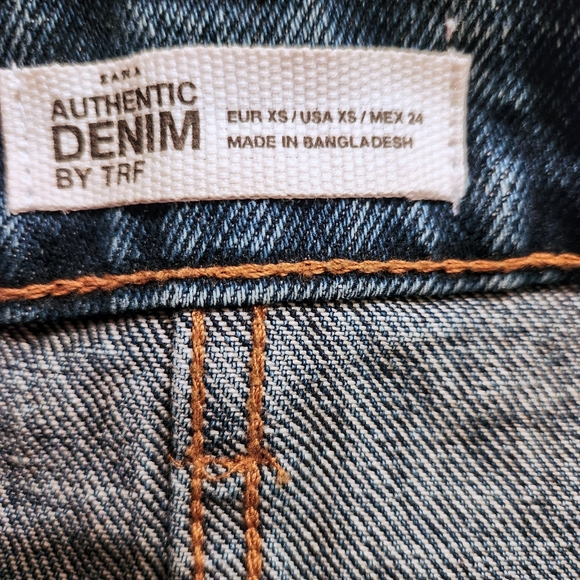 ZARA
AUTHENTIC
DENIM
BY TRF
EUR XS / USA XS / MEX 24
MADE IN BANGLADESH